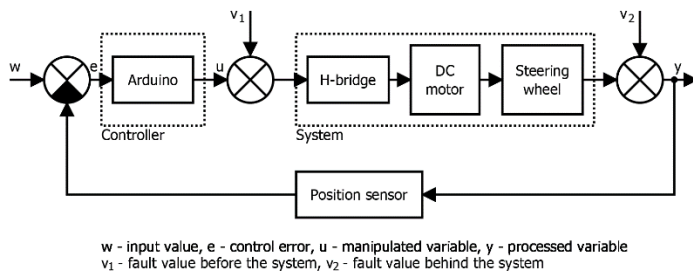 v1
v2
w
e
Arduino
u
H-bridge
DC
motor
Steering
wheel
y
Controller
System
Position sensor
w - input value, e - control error, u - manipulated variable, y - processed variable
v1 - fault value before the system, v2 - fault value behind the system